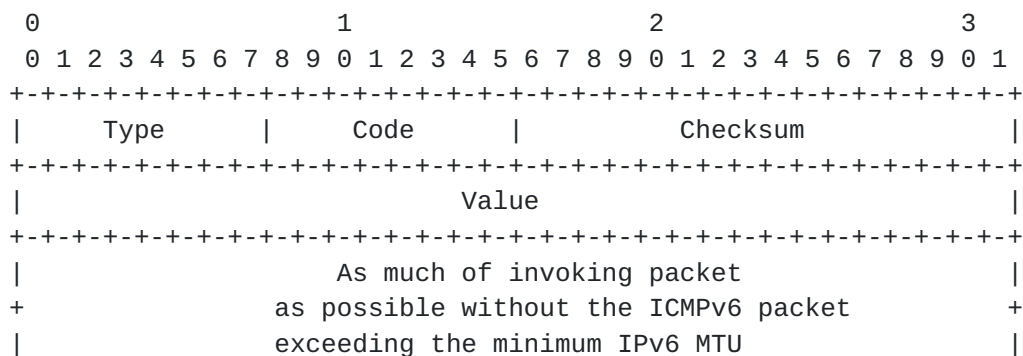 0                   1                   2                   3
 0 1 2 3 4 5 6 7 8 9 0 1 2 3 4 5 6 7 8 9 0 1 2 3 4 5 6 7 8 9 0 1
+-+-+-+-+-+-+-+-+-+-+-+-+-+-+-+-+-+-+-+-+-+-+-+-+-+-+-+-+-+-+-+-+
|     Type      |     Code      |          Checksum             |
+-+-+-+-+-+-+-+-+-+-+-+-+-+-+-+-+-+-+-+-+-+-+-+-+-+-+-+-+-+-+-+-+
|                            Value                              |
+-+-+-+-+-+-+-+-+-+-+-+-+-+-+-+-+-+-+-+-+-+-+-+-+-+-+-+-+-+-+-+-+
|                    As much of invoking packet                 |
+                as possible without the ICMPv6 packet          +
|                exceeding the minimum IPv6 MTU                 |